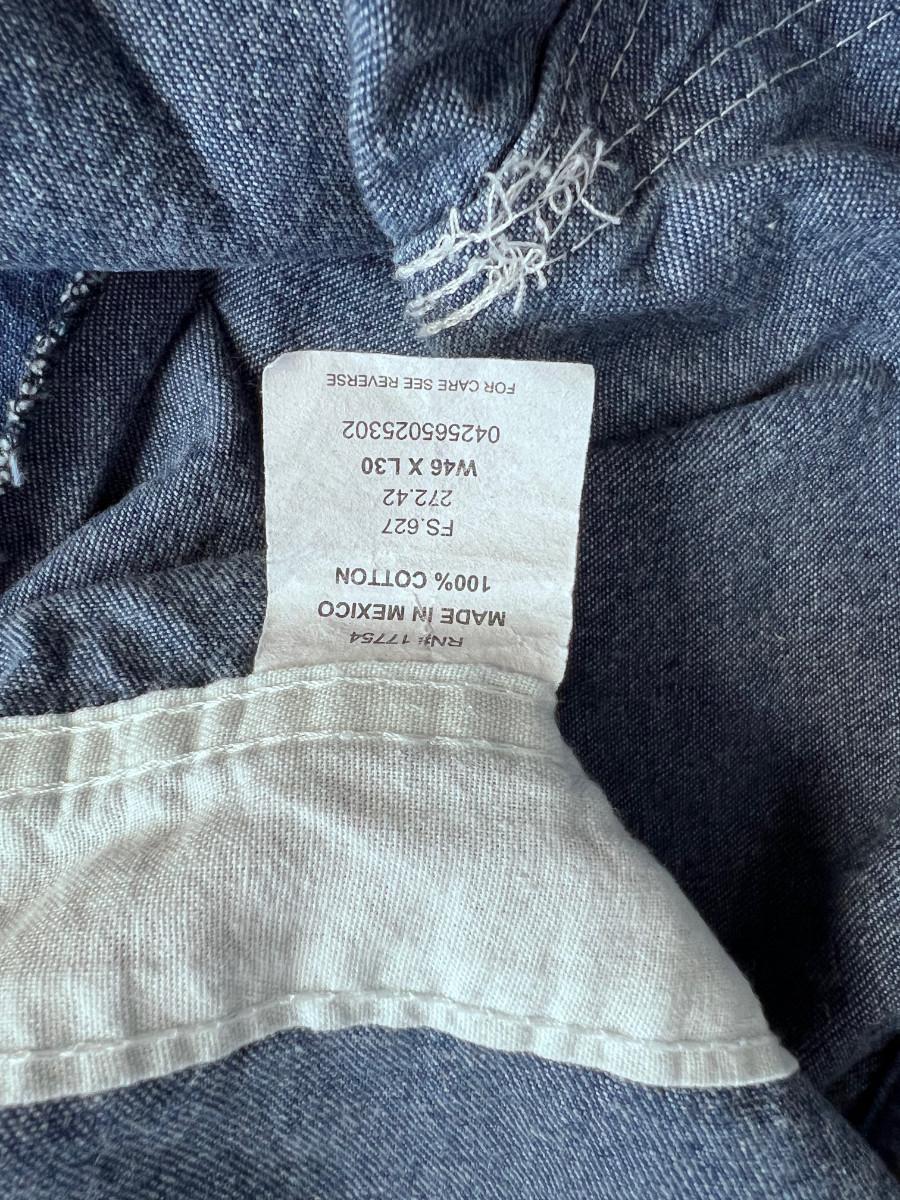 RN# 17754
MADE IN MEXICO
100% COTTON
FS.627
272.42
W46 X L30
042565025302
FOR CARE SEE REVERSE